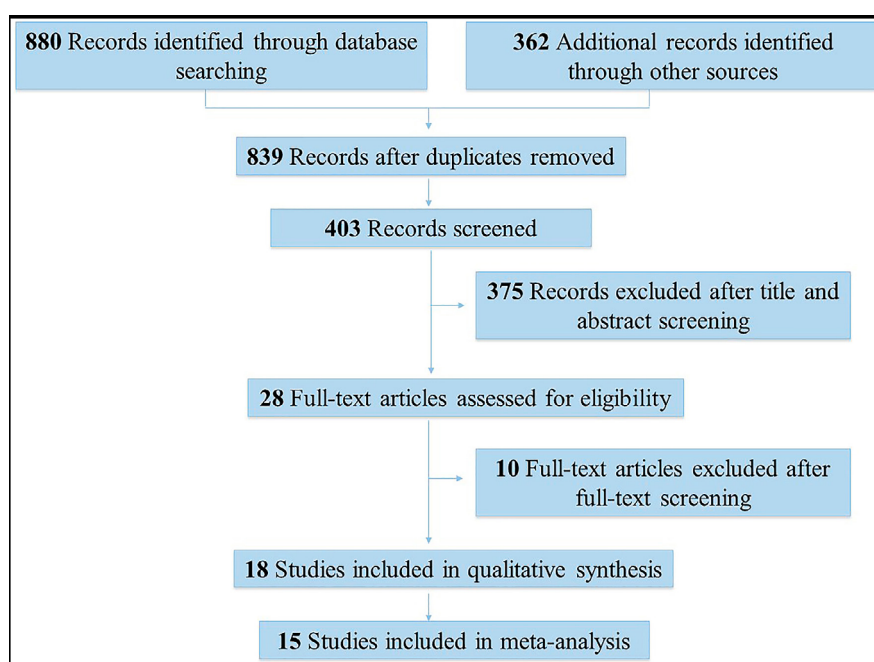 880 Records identified through database
searching
362 Additional records identified
through other sources
839 Records after duplicates removed
403 Records screened
375 Records excluded after title and
abstract screening
28 Full-text articles assessed for eligibility
10 Full-text articles excluded after
full-text screening
18 Studies included in qualitative synthesis
15 Studies included in meta-analysis